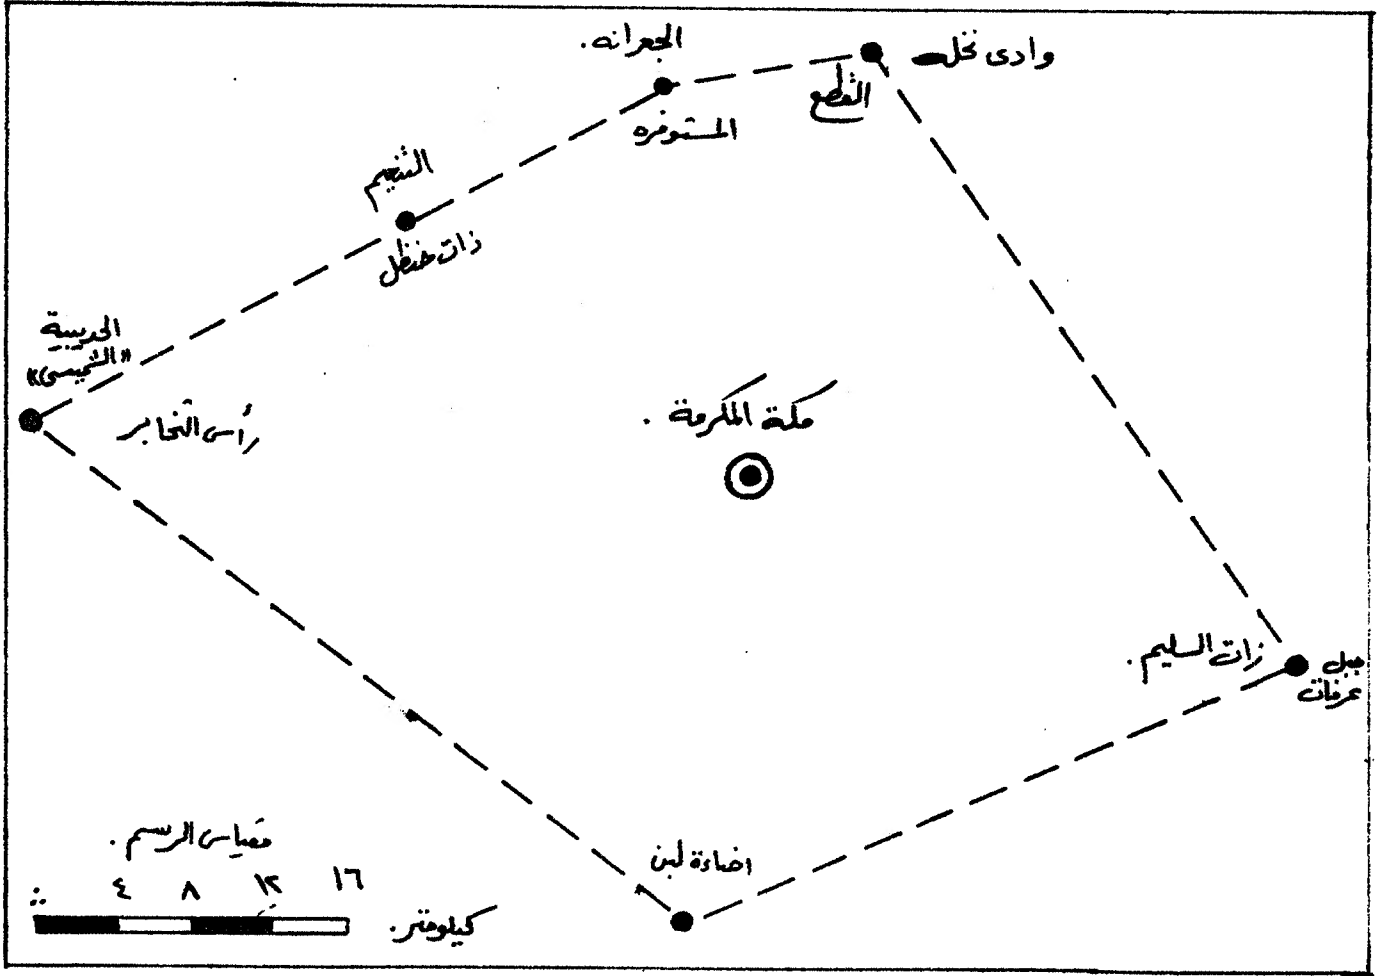 الجعرانه.
وادى نخل
القطع
المستوفره
التنعيم
ذات حنظل
الحديبية
"الشميسى"
رأس التخابر
مكة المكرمة .
زات السليم .
جبل
عرفات
اضاءة لبن
مقياس الرسم .
٤ ٨ ١٢ ١٦
كيلومتر.